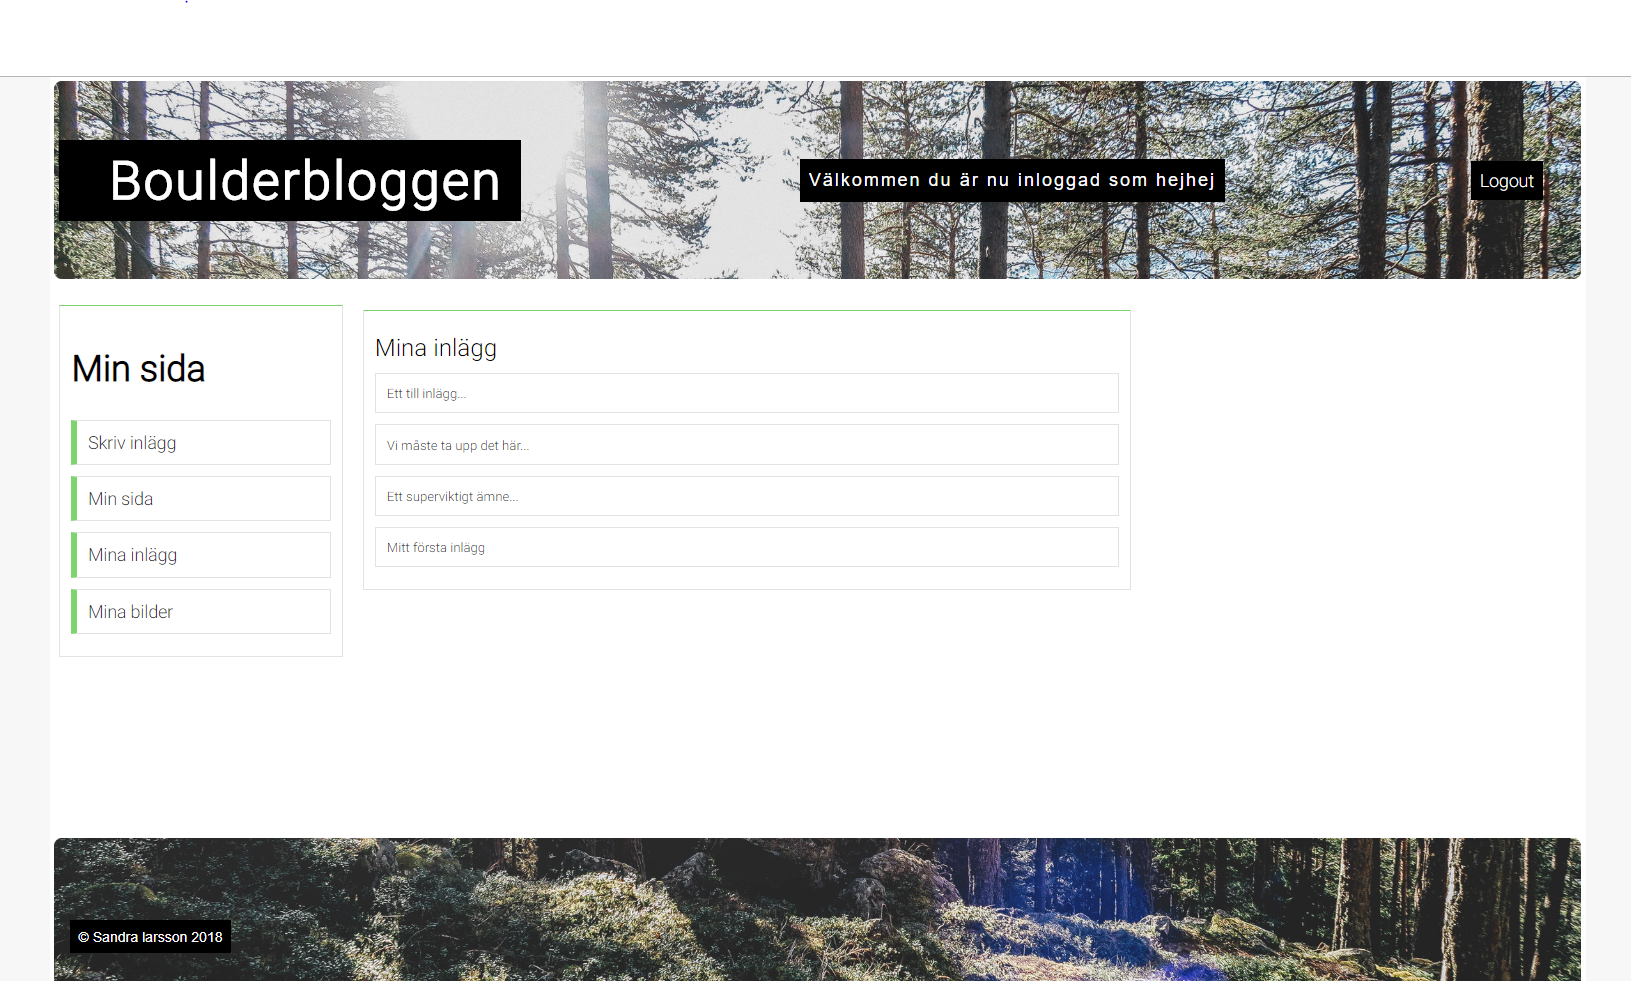 Boulderbloggen
Välkommen du är nu inloggad som hejhej
Logout
Min sida
Skriv inlägg
Min sida
Mina inlägg
Mina bilder
Mina inlägg
Ett till inlägg...
Vi måste ta upp det här...
Ett superviktigt ämne...
Mitt första inlägg
© Sandra larsson 2018